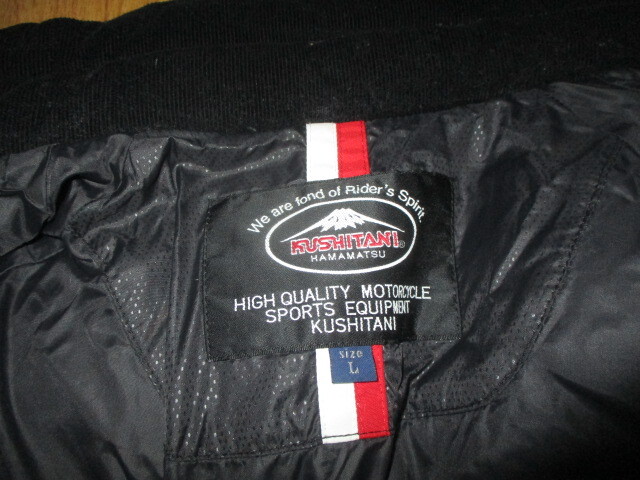 We are fond of Rider's Spirit.
KUSHITANI®
HAMAMATSU
HIGH QUALITY MOTORCYCLE
SPORTS EQUIPMENT
KUSHITANI
SIZE
L